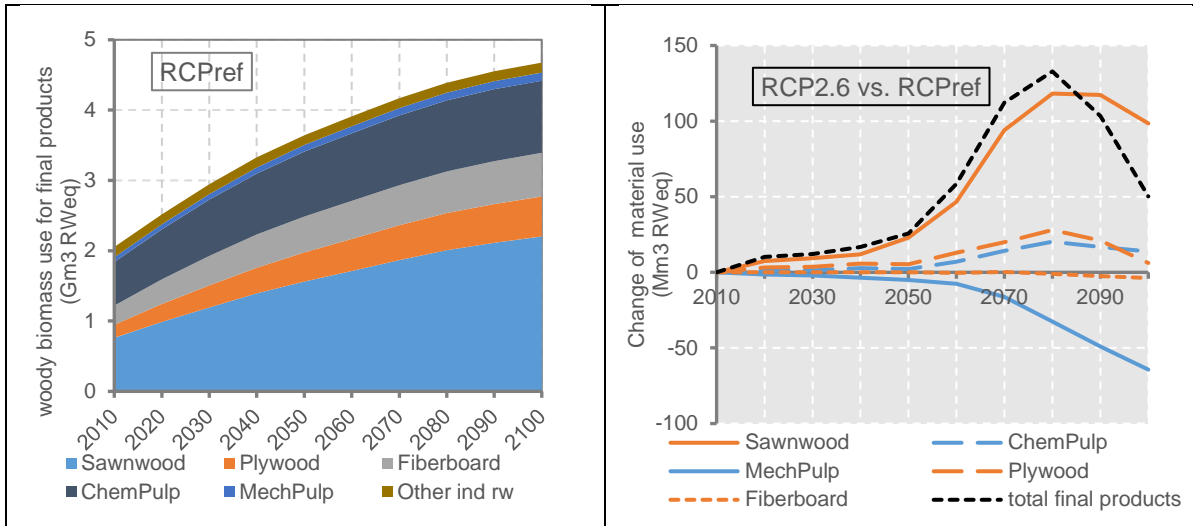 woody biomass use for final products
(Gm3 RWeq)
5
4
3
2
1
0
RCPref
2010
2020
2030
2040
2050
2060
2070
2080
2090
2100
Sawnwood
Plywood
Fiberboard
ChemPulp
MechPulp
Other ind rw
Change of material use
(Mm3 RWeq)
150
100
50
0
-50
-100
RCP2.6 vs. RCPref
2010
2030
2050
2070
2090
Sawnwood
ChemPulp
MechPulp
Plywood
Fiberboard
total final products